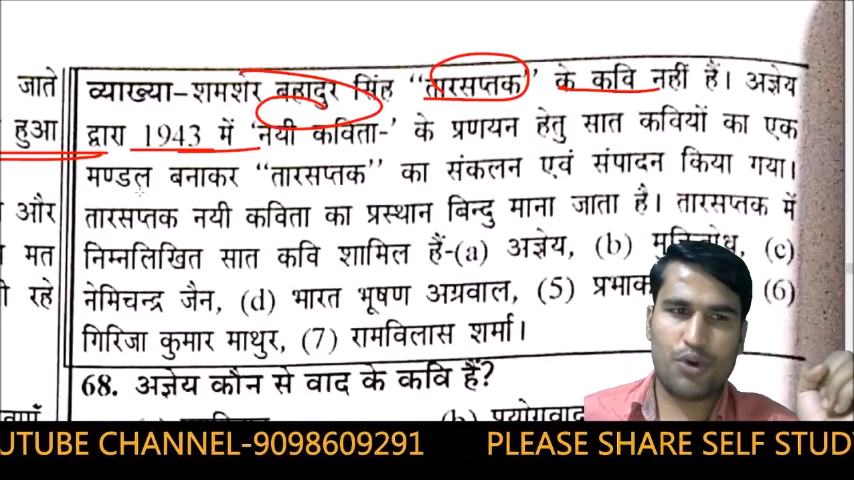 जाते
हुआ
और
मत
रहे
व्याख्या–शमशेर बहादुर सिंह "तारसप्तक" के कवि नहीं हैं। अज्ञेय
द्वारा 1943 में 'नयी कविता-' के प्रणयन हेतु सात कवियों का एक
मण्डल बनाकर "तारसप्तक" का संकलन एवं संपादन किया गया।
तारसप्तक नयी कविता का प्रस्थान बिन्दु माना जाता है। तारसप्तक में
निम्नलिखित सात कवि शामिल हैं-(a) अज्ञेय, (b) (c)
नेमिचन्द्र जैन, (d) भारत भूषण अग्रवाल, (5) (6)
गिरिजा कुमार माथुर, (7) रामविलास शर्मा।
68. अज्ञेय कौन से वाद के कवि हैं?
(b) प्रयोगवाद
UTUBE CHANNEL-9098609291 PLEASE SHARE SELF STUD